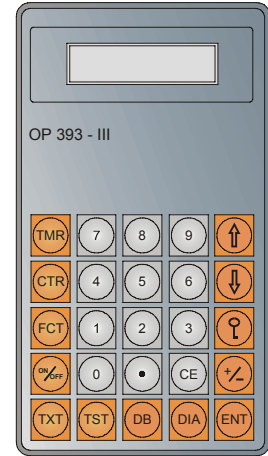 OP 393 - III
TMR 7 8 9
CTR 4 5 6
FCT 1 2 3
ON/OFF 0 • CE +/-
TXT TST DB DIA ENT